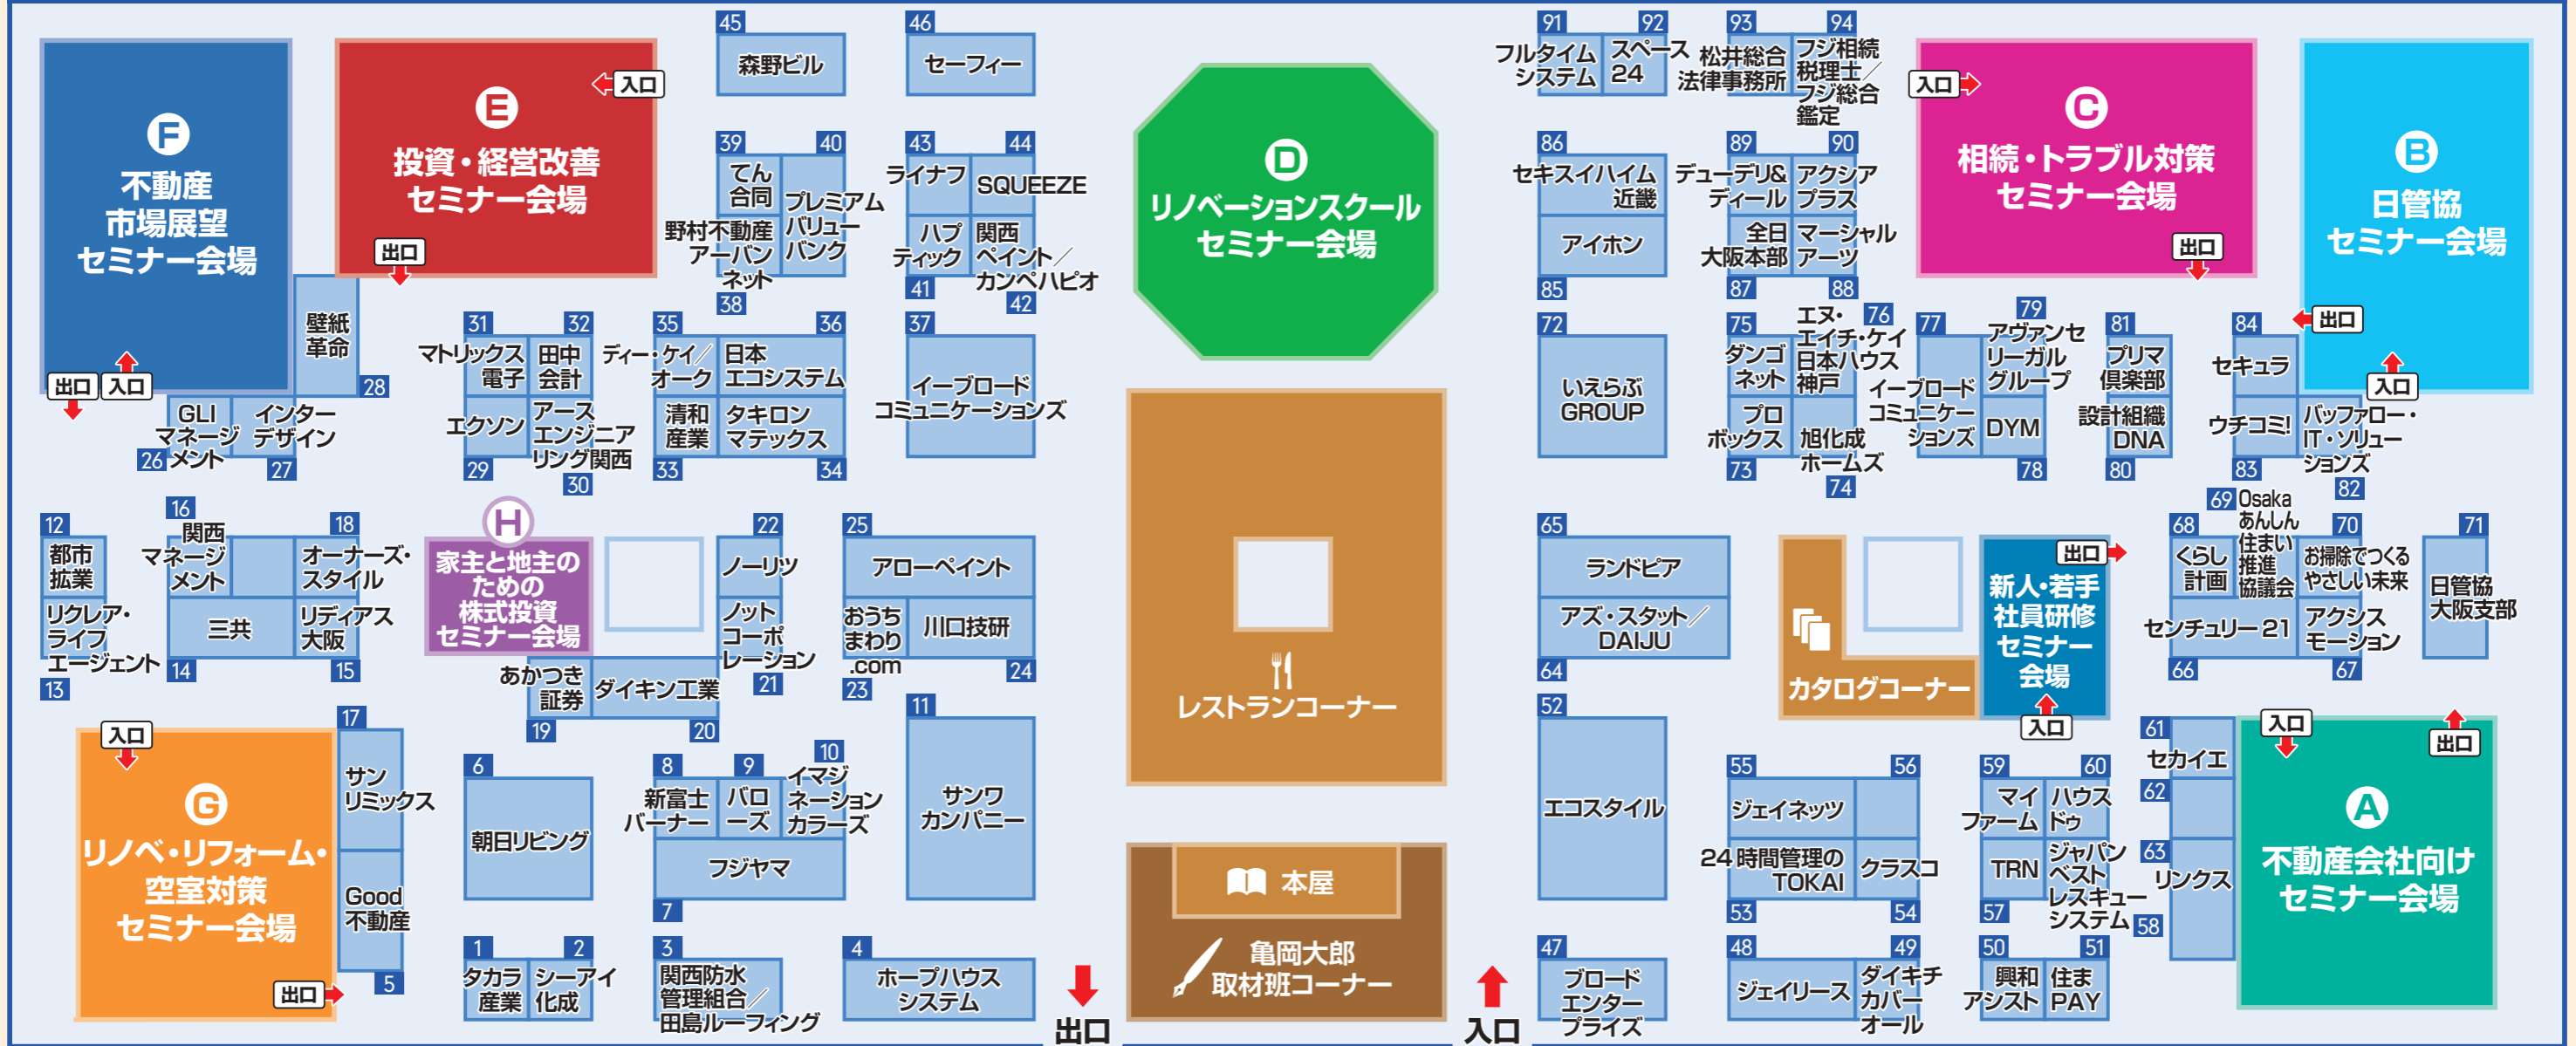 F
不動産
市場展望
セミナー会場
出口
入口
E
投資・経営改善
セミナー会場
入口
出口
45
森野ビル
46
セーフィー
39
てん
合同
40
プレミアム
バリュー
バンク
野村不動産
アーバン
ネット
38
43
ライナフ
44
SQUEEZE
ハプ
ティック
41
関西
ペイント／
カンペハピオ
42
壁紙
革命
28
GLI
マネージ
メント
26
インター
デザイン
27
31
マトリックス
電子
32
田中
会計
エクソン
29
アース
エンジニア
リング関西
30
35
ディー・ケイ／
オーク
36
日本
エコシステム
清和
産業
33
タキロン
マテックス
34
37
イーブロード
コミュニケーションズ
D
リノベーションスクール
セミナー会場
91
フルタイム
システム
92
スペース
24
93
松井総合
法律事務所
94
フジ相続
税理士／
フジ総合
鑑定
86
セキスイハイム
近畿
アイホン
85
89
デューデリ&
ディール
90
アクシア
プラス
全日
大阪本部
87
マーシャル
アーツ
88
C
相続・トラブル対策
セミナー会場
入口
出口
B
日管協
セミナー会場
出口
入口
72
いえらぶ
GROUP
75
ダンゴ
ネット
76
エヌ・
エイチ・ケイ
日本ハウス
神戸
プロ
ボックス
73
旭化成
ホームズ
74
77
イーブロード
コミュニケー
ションズ
79
アヴァンセ
リーガル
グループ
DYM
78
81
プリマ
倶楽部
設計組織
DNA
80
84
セキュラ
ウチコミ!
83
バッファロー・
IT・ソリュー
ションズ
82
12
都市
拡業
リクレア・
ライフ
エージェント
13
16
関西
マネージ
メント
18
オーナーズ・
スタイル
三共
14
リディアス
大阪
15
H
家主と地主の
ための
株式投資
セミナー会場
22
ノーリツ
ノット
コーポ
レーション
21
あかつき
証券
19
ダイキン工業
20
25
アローペイント
おうち
まわり
.com
23
川口技研
24
レストランコーナー
65
ランドピア
アズ・スタット／
DAIJU
64
カタログコーナー
新人・若手
社員研修
セミナー
会場
出口
入口
68
くらし
計画
69
Osaka
あんしん
住まい
推進
協議会
70
お掃除でつくる
やさしい未来
センチュリー21
66
アクシス
モーション
67
71
日管協
大阪支部
G
リノベ・リフォーム・
空室対策
セミナー会場
入口
出口
17
サン
リミックス
Good
不動産
5
6
朝日リビング
8
新富士
バーナー
9
バロ
ーズ
10
イマジ
ネーション
カラーズ
フジヤマ
7
11
サンワ
カンパニー
1
タカラ
産業
2
シーアイ
化成
3
関西防水
管理組合／
田島ルーフィング
4
ホープハウス
システム
出口
本屋
亀岡大郎
取材班コーナー
入口
52
エコスタイル
55
ジェイネッツ
56
24時間管理の
TOKAI
53
クラスコ
54
59
マイ
ファーム
60
ハウス
ドゥ
TRN
57
ジャパン
ベスト
レスキュー
システム
58
61
セカイエ
62
63
リンクス
A
不動産会社向け
セミナー会場
入口
出口
47
ブロード
エンター
プライズ
48
ジェイリース
49
ダイキチ
カバー
オール
50
興和
アシスト
51
住ま
PAY